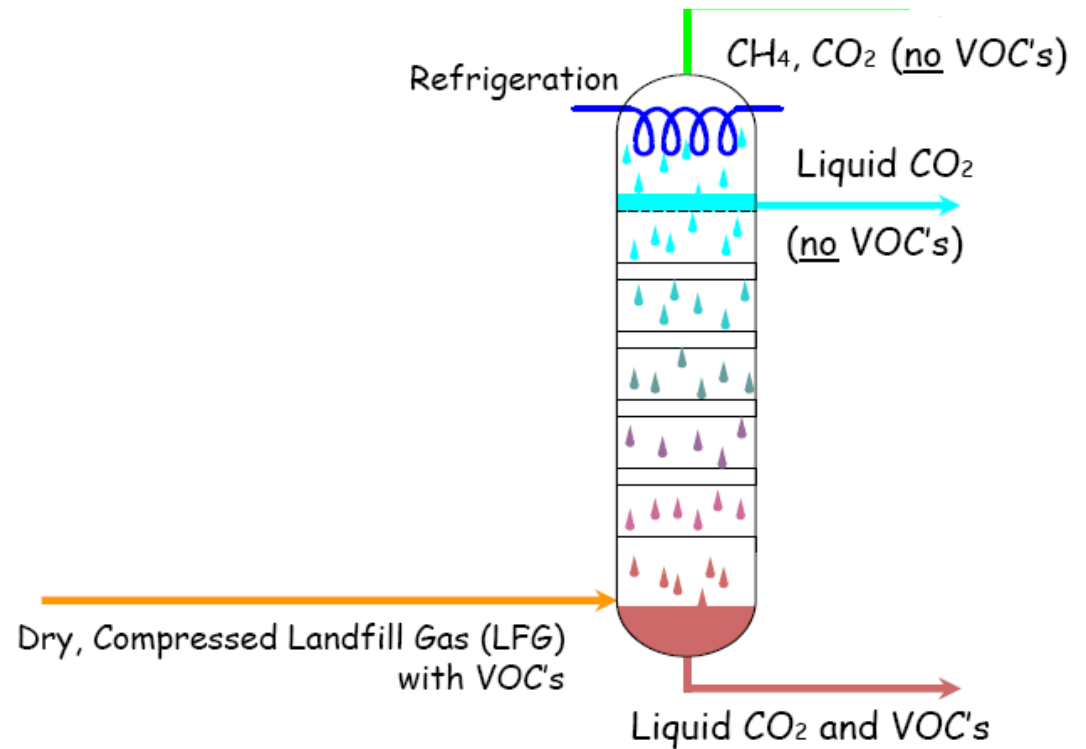 CH₄, CO₂ (no VOC's)
Refrigeration
Liquid CO₂
(no VOC's)
Dry, Compressed Landfill Gas (LFG)
with VOC's
Liquid CO₂ and VOC's